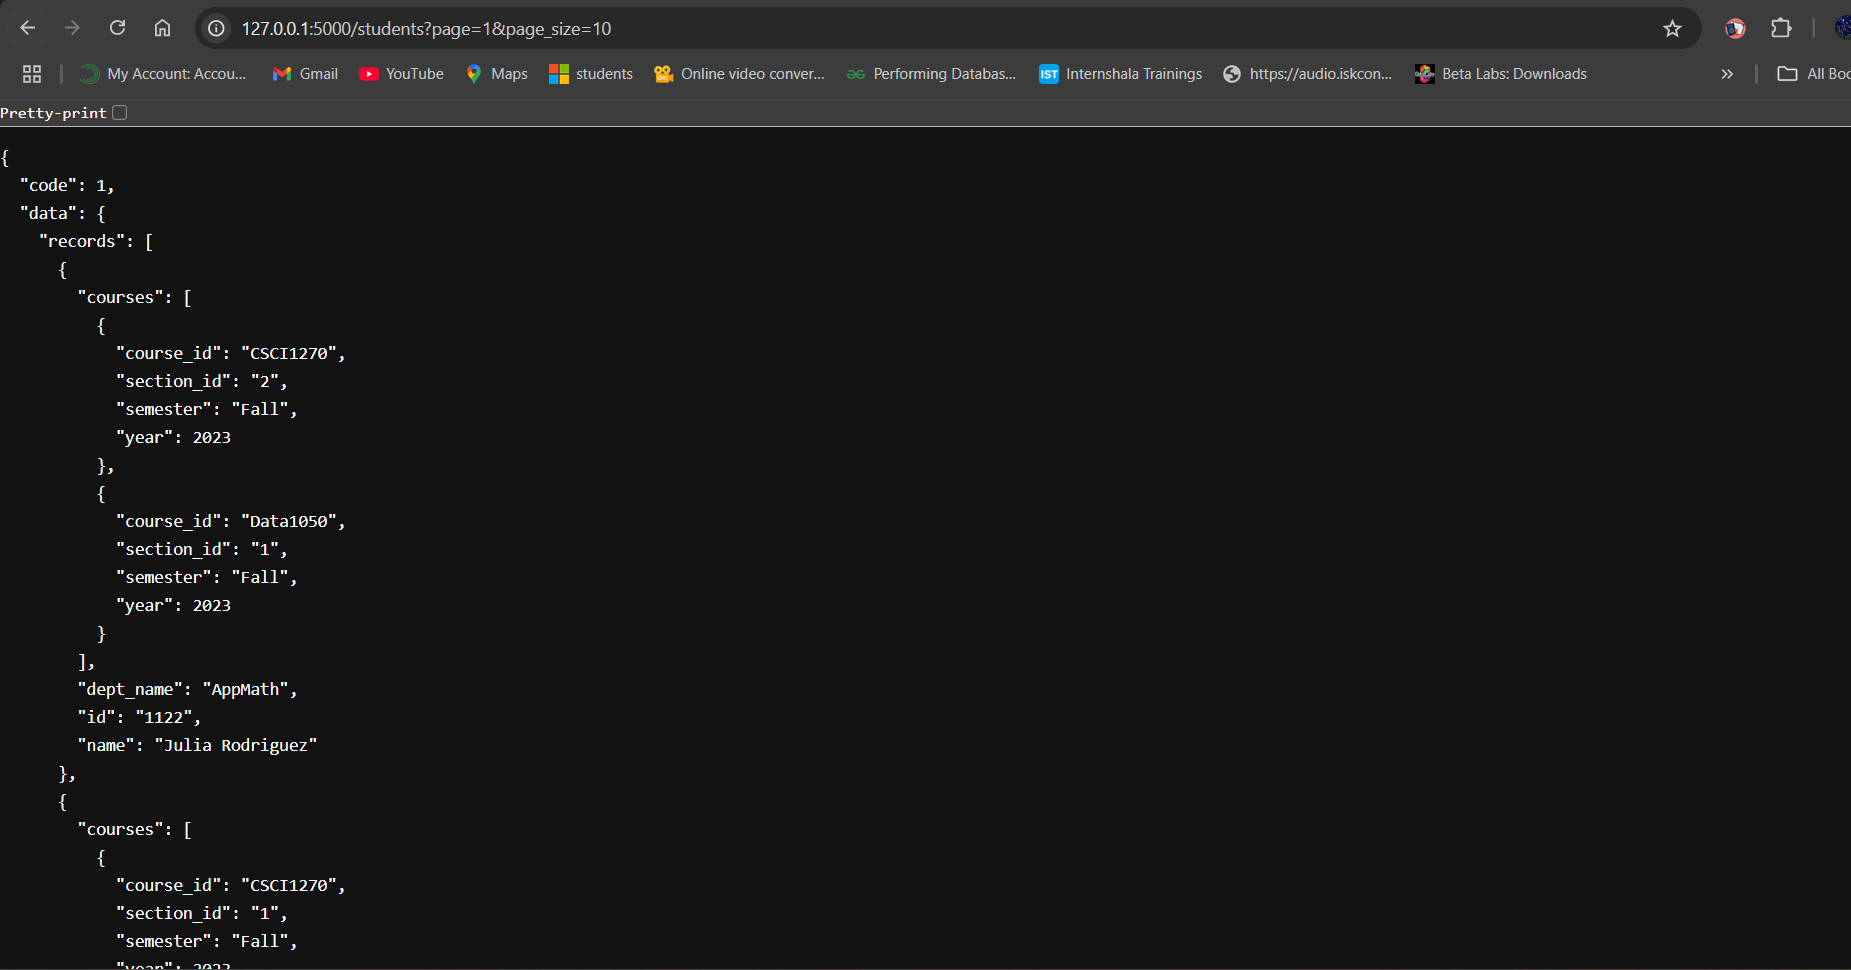 127.0.0.1:5000/students?page=1&page_size=10
My Account: Accou... Gmail YouTube Maps students Online video conver... Performing Databas... IST Internshala Trainings https://audio.iskcon... Beta Labs: Downloads » All Boo
Pretty-print
{
  "code": 1,
  "data": {
    "records": [
      {
        "courses": [
          {
            "course_id": "CSCI1270",
            "section_id": "2",
            "semester": "Fall",
            "year": 2023
          },
          {
            "course_id": "Data1050",
            "section_id": "1",
            "semester": "Fall",
            "year": 2023
          }
        ],
        "dept_name": "AppMath",
        "id": "1122",
        "name": "Julia Rodriguez"
      },
      {
        "courses": [
          {
            "course_id": "CSCI1270",
            "section_id": "1",
            "semester": "Fall",
            "year": 2023